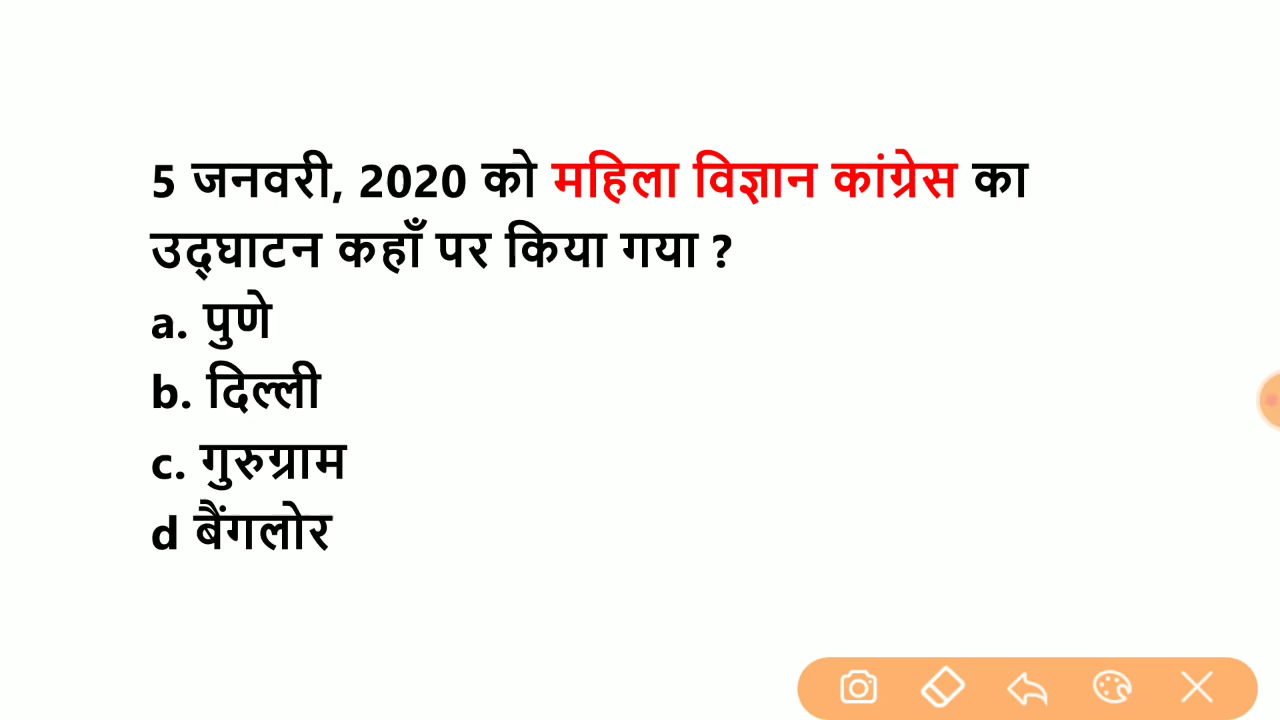 5 जनवरी, 2020 को महिला विज्ञान कांग्रेस का
उद्घाटन कहाँ पर किया गया ?
a. पुणे
b. दिल्ली
c. गुरुग्राम
d बैंगलोर